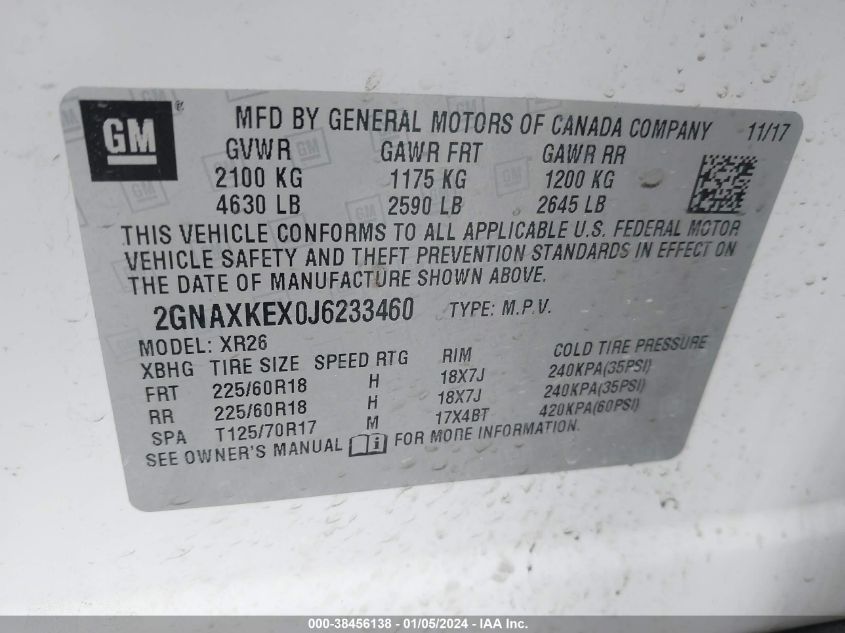 GM ® MFD BY GENERAL MOTORS OF CANADA COMPANY 11/17
GVWR GAWR FRT GAWR RR
2100 KG 1175 KG 1200 KG
4630 LB 2590 LB 2645 LB
THIS VEHICLE CONFORMS TO ALL APPLICABLE U.S. FEDERAL MOTOR
VEHICLE SAFETY AND THEFT PREVENTION STANDARDS IN EFFECT ON
THE DATE OF MANUFACTURE SHOWN ABOVE.
2GNAXKEX0J6233460 TYPE: M.P.V.
MODEL: XR26
XBHG TIRE SIZE SPEED RTG RIM COLD TIRE PRESSURE
FRT 225/60R18 H 18X7J 240KPA(35PSI)
RR 225/60R18 H 18X7J 240KPA(35PSI)
SPA T125/70R17 M 17X4BT 420KPA(60PSI)
SEE OWNER'S MANUAL i FOR MORE INFORMATION.
000-38456138 - 01/05/2024 - IAA Inc.